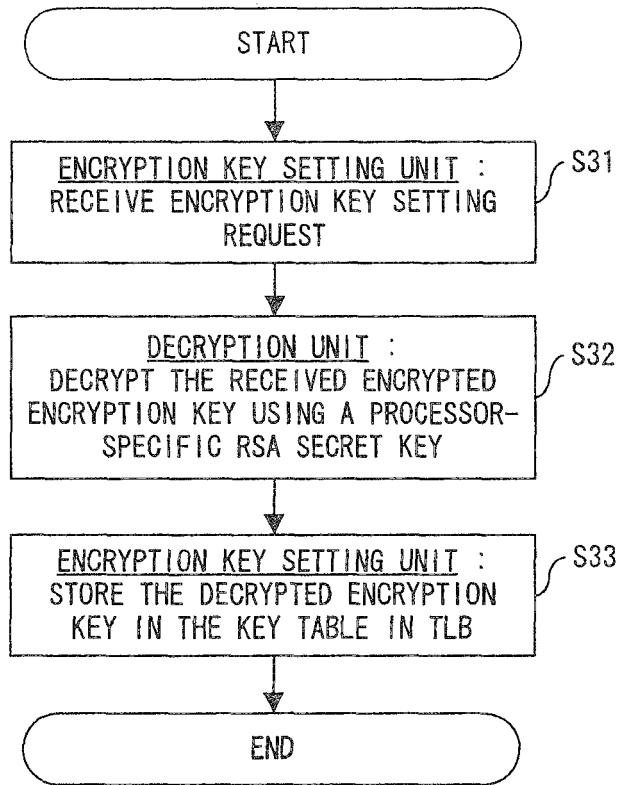 START
ENCRYPTION KEY SETTING UNIT :
RECEIVE ENCRYPTION KEY SETTING
REQUEST
S31
DECRYPTION UNIT :
DECRYPT THE RECEIVED ENCRYPTED
ENCRYPTION KEY USING A PROCESSOR-
SPECIFIC RSA SECRET KEY
S32
ENCRYPTION KEY SETTING UNIT :
STORE THE DECRYPTED ENCRYPTION
KEY IN THE KEY TABLE IN TLB
S33
END